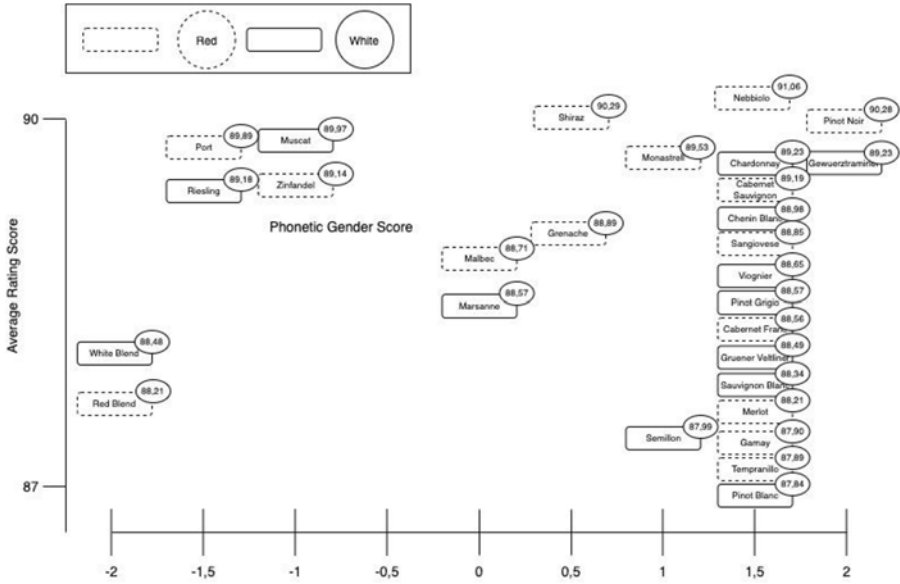 Red
White
Nebbiolo
91,06
Pinot Noir
90,28
Shiraz
90,29
90
Port
89,89
Muscat
89,97
Monastrell
89,53
Chardonnay
89,23
Gewuerztraminer
89,23
Riesling
89,18
Zinfandel
89,14
Cabernet
Sauvignon
89,19
Chenin Blanc
88,98
Phonetic Gender Score
Grenache
88,89
Sangiovese
88,85
Malbec
88,71
Viognier
88,65
Marsanne
88,57
Pinot Grigio
88,57
Cabernet Franc
88,56
White Blend
88,48
Gruener Veltliner
88,49
Sauvignon Blanc
88,34
Red Blend
88,21
Merlot
88,21
Semillon
87,99
Gamay
87,90
Tempranillo
87,89
Pinot Blanc
87,84
87
Average Rating Score
-2
-1,5
-1
-0,5
0
0,5
1
1,5
2